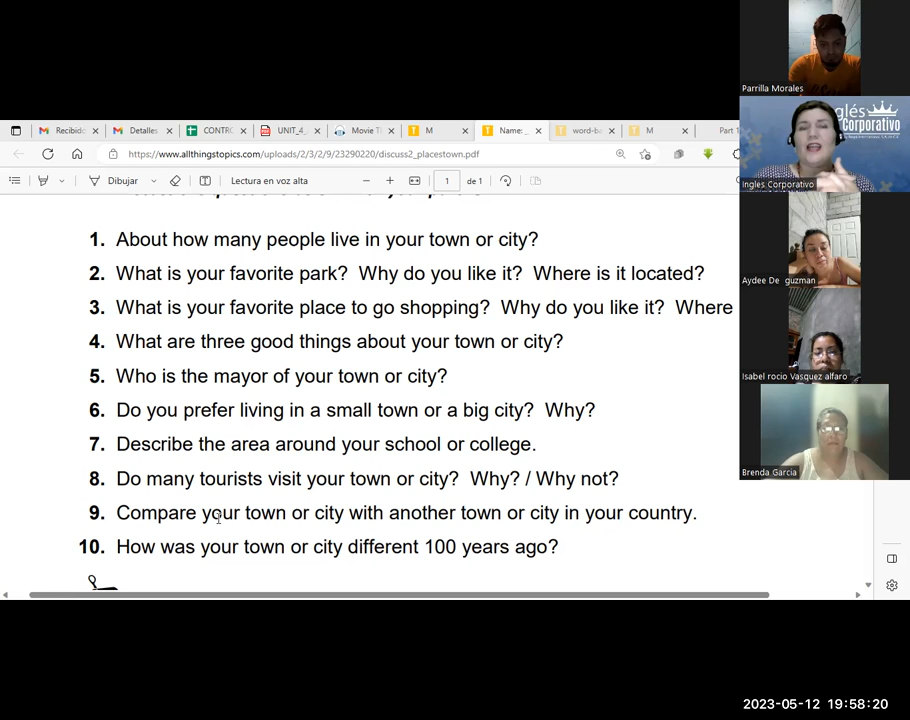 Parrilla Morales
glés
Corporativo
Ingles Corporativo
Aydee De guzman
Isabel rocio Vasquez alfaro
Brenda Garcia
Recibido
Detalles
CONTRC
UNIT_4_
Movie T
M
Name: _
word-ba
M
Part 1
https://www.allthingstopics.com/uploads/2/3/2/9/23290220/discuss2_placestown.pdf
Dibujar
Lectura en voz alta
1
de 1
1. About how many people live in your town or city?
2. What is your favorite park? Why do you like it? Where is it located?
3. What is your favorite place to go shopping? Why do you like it? Where
4. What are three good things about your town or city?
5. Who is the mayor of your town or city?
6. Do you prefer living in a small town or a big city? Why?
7. Describe the area around your school or college.
8. Do many tourists visit your town or city? Why? / Why not?
9. Compare your town or city with another town or city in your country.
10. How was your town or city different 100 years ago?
2023-05-12 19:58:20